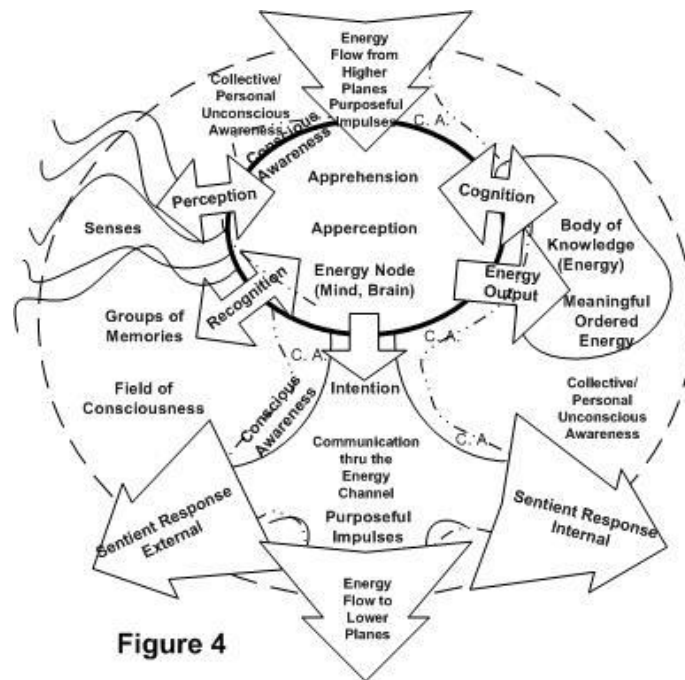 Energy
Flow from
Higher
Planes
Purposeful
Impulses
Collective/
Personal
Unconscious
Awareness
Conscious
Awareness
C. A.
Perception
Apprehension
Cognition
Senses
Apperception
Body of
Knowledge
(Energy)
Energy Node
(Mind, Brain)
Recognition
Energy
Output
Meaningful
Ordered
Energy
Groups of
Memories
C. A.
C. A.
Intention
Field of
Consciousness
Conscious
Awareness
Collective/
Personal
Unconscious
Awareness
C. A.
Communication
thru the
Energy
Channel
Purposeful
Impulses
Sentient Response
External
Sentient Response
Internal
Energy
Flow to
Lower
Planes
Figure 4